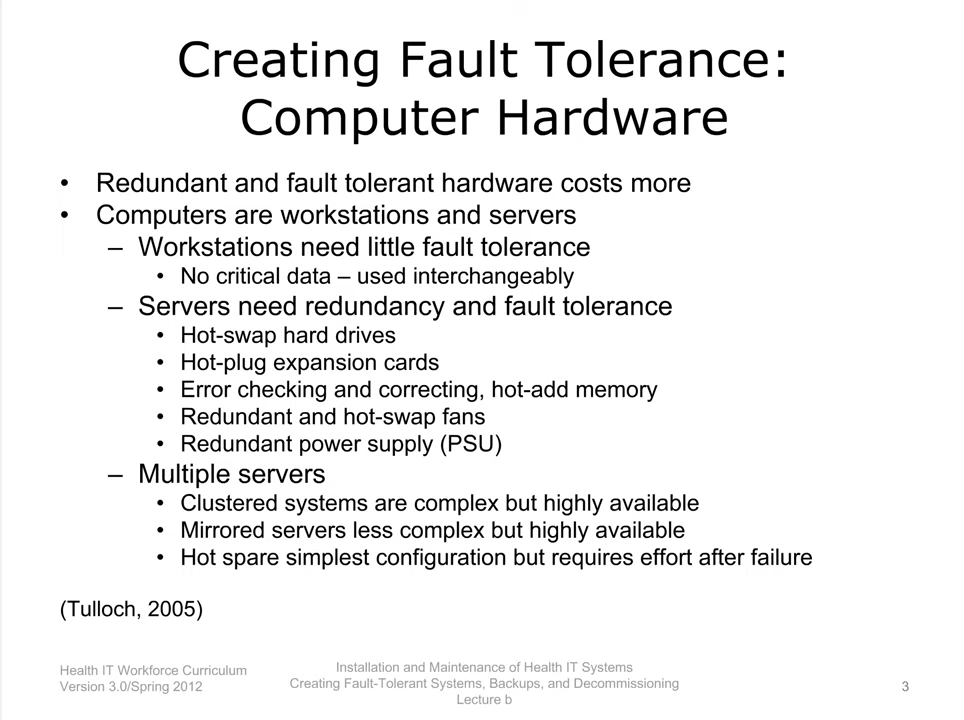 Creating Fault Tolerance:
Computer Hardware
• Redundant and fault tolerant hardware costs more
• Computers are workstations and servers
– Workstations need little fault tolerance
• No critical data – used interchangeably
– Servers need redundancy and fault tolerance
• Hot-swap hard drives
• Hot-plug expansion cards
• Error checking and correcting, hot-add memory
• Redundant and hot-swap fans
• Redundant power supply (PSU)
– Multiple servers
• Clustered systems are complex but highly available
• Mirrored servers less complex but highly available
• Hot spare simplest configuration but requires effort after failure
(Tulloch, 2005)
Health IT Workforce Curriculum
Version 3.0/Spring 2012
Installation and Maintenance of Health IT Systems
Creating Fault-Tolerant Systems, Backups, and Decommissioning
Lecture b
3